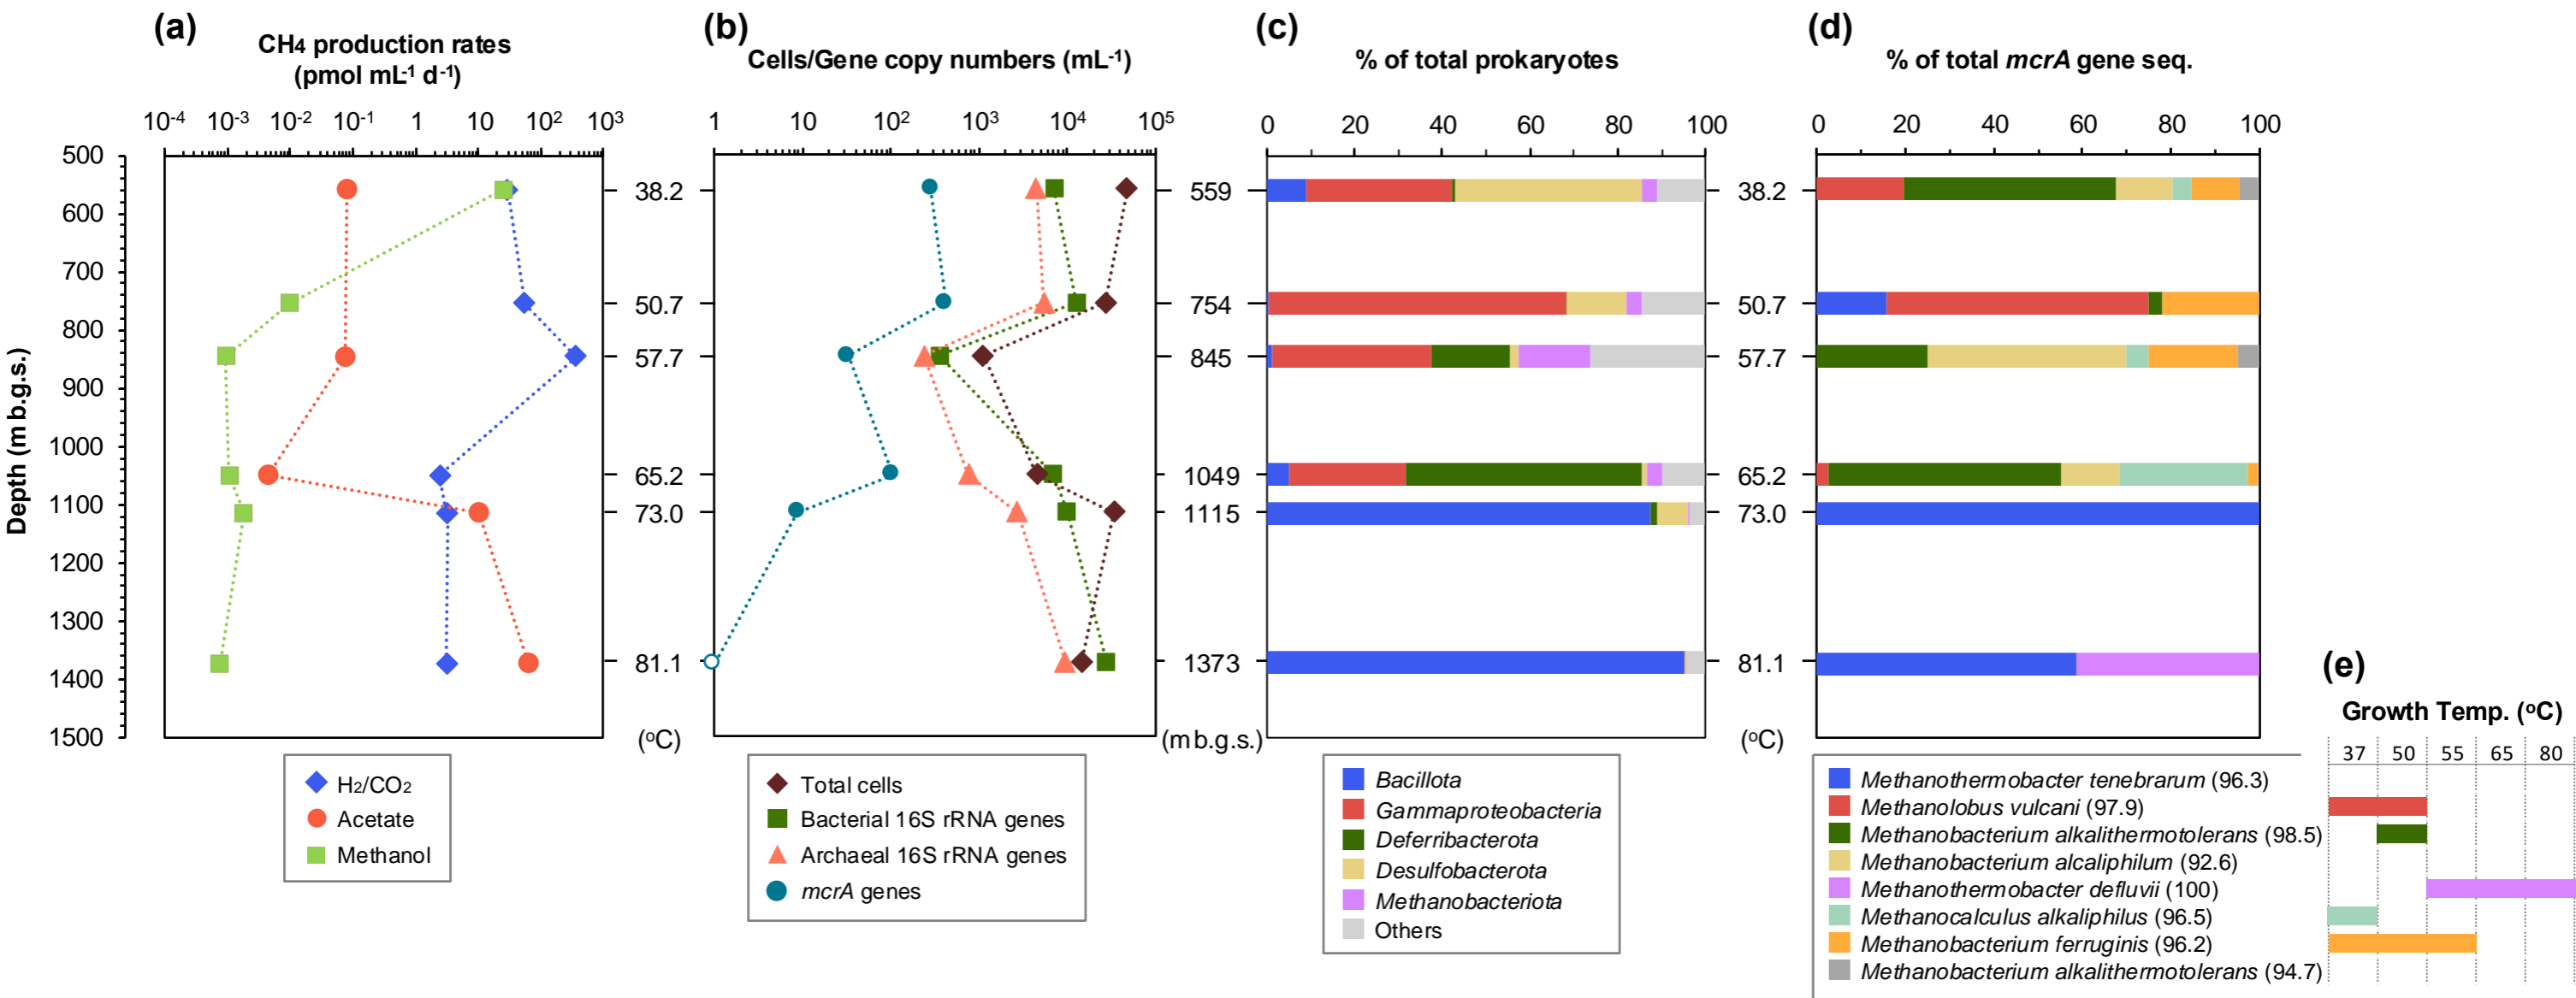 (a)
CH4 production rates
(pmol mL-1 d-1)
10-4 10-3 10-2 10-1 1 10 102 103
Depth (m b.g.s.)
500
600
700
800
900
1000
1100
1200
1300
1400
1500
38.2
50.7
57.7
65.2
73.0
81.1
(oC)
H2/CO2
Acetate
Methanol
(b)
Cells/Gene copy numbers (mL-1)
1 10 102 103 104 105
559
754
845
1049
1115
1373
(m b.g.s.)
Total cells
Bacterial 16S rRNA genes
Archaeal 16S rRNA genes
mcrA genes
(c)
% of total prokaryotes
0 20 40 60 80 100
38.2
50.7
57.7
65.2
73.0
81.1
(oC)
Bacillota
Gammaproteobacteria
Deferribacterota
Desulfobacterota
Methanobacteriota
Others
(d)
% of total mcrA gene seq.
0 20 40 60 80 100
Methanothermobacter tenebrarum (96.3)
Methanolobus vulcani (97.9)
Methanobacterium alkalithermotolerans (98.5)
Methanobacterium alcaliphilum (92.6)
Methanothermobacter defluvii (100)
Methanocalculus alkaliphilus (96.5)
Methanobacterium ferruginis (96.2)
Methanobacterium alkalithermotolerans (94.7)
(e)
Growth Temp. (oC)
37 50 55 65 80